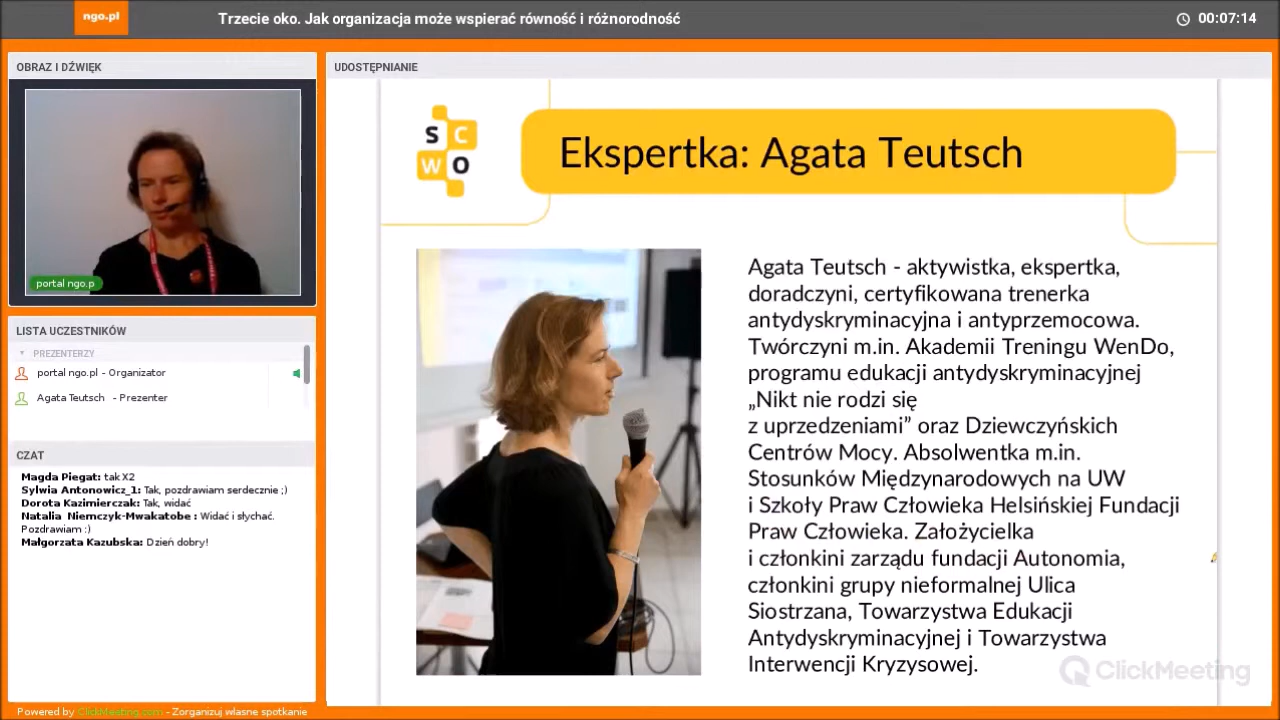 ngo.pl
Trzecie oko. Jak organizacja może wspierać równość i różnorodność
00:07:14
OBRAZ I DŹWIĘK
portal ngo.p
LISTA UCZESTNIKÓW
PREZENTERZY
portal ngo.pl - Organizator
Agata Teutsch - Prezenter
CZAT
Magda Piegat: tak X2
Sylwia Antonowicz_1: Tak, pozdrawiam serdecznie ;)
Dorota Kazimierczak: Tak, widać
Natalia Niemczyk-Mwakatobe : Widać i słychać.
Pozdrawiam :)
Małgorzata Kazubska: Dzień dobry!
Powered by ClickMeeting.com - Zorganizuj własne spotkanie
UDOSTĘPNIANIE
S C
W O
Ekspertka: Agata Teutsch
Agata Teutsch - aktywistka, ekspertka,
doradczyni, certyfikowana trenerka
antydyskryminacyjna i antyprzemocowa.
Twórczyni m.in. Akademii Treningu WenDo,
programu edukacji antydyskryminacyjnej
„Nikt nie rodzi się
z uprzedzeniami” oraz Dziewczyńskich
Centrów Mocy. Absolwentka m.in.
Stosunków Międzynarodowych na UW
i Szkoły Praw Człowieka Helsińskiej Fundacji
Praw Człowieka. Założycielka
i członkini zarządu fundacji Autonomia,
członkini grupy nieformalnej Ulica
Siostrzana, Towarzystwa Edukacji
Antydyskryminacyjnej i Towarzystwa
Interwencji Kryzysowej.
ClickMeeting